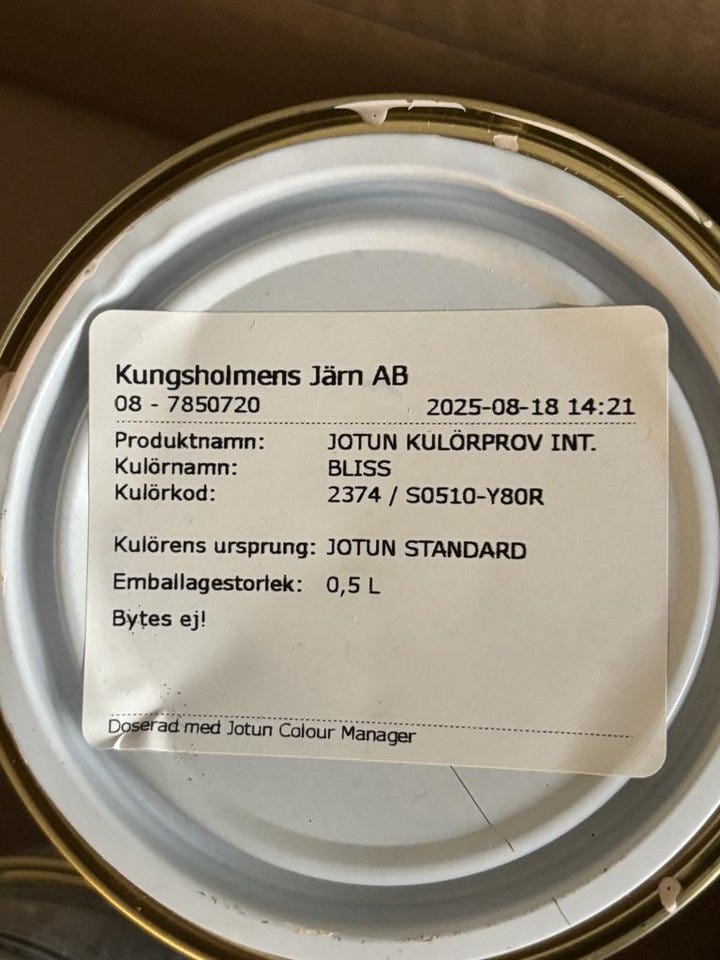 Kungsholmens Järn AB
08 - 7850720 2025-08-18 14:21
Produktnamn: JOTUN KULÖRPROV INT.
Kulörnamn: BLISS
Kulörkod: 2374 / S0510-Y80R
Kulörens ursprung: JOTUN STANDARD
Emballagestorlek: 0,5 L
Bytes ej!
Doserad med Jotun Colour Manager